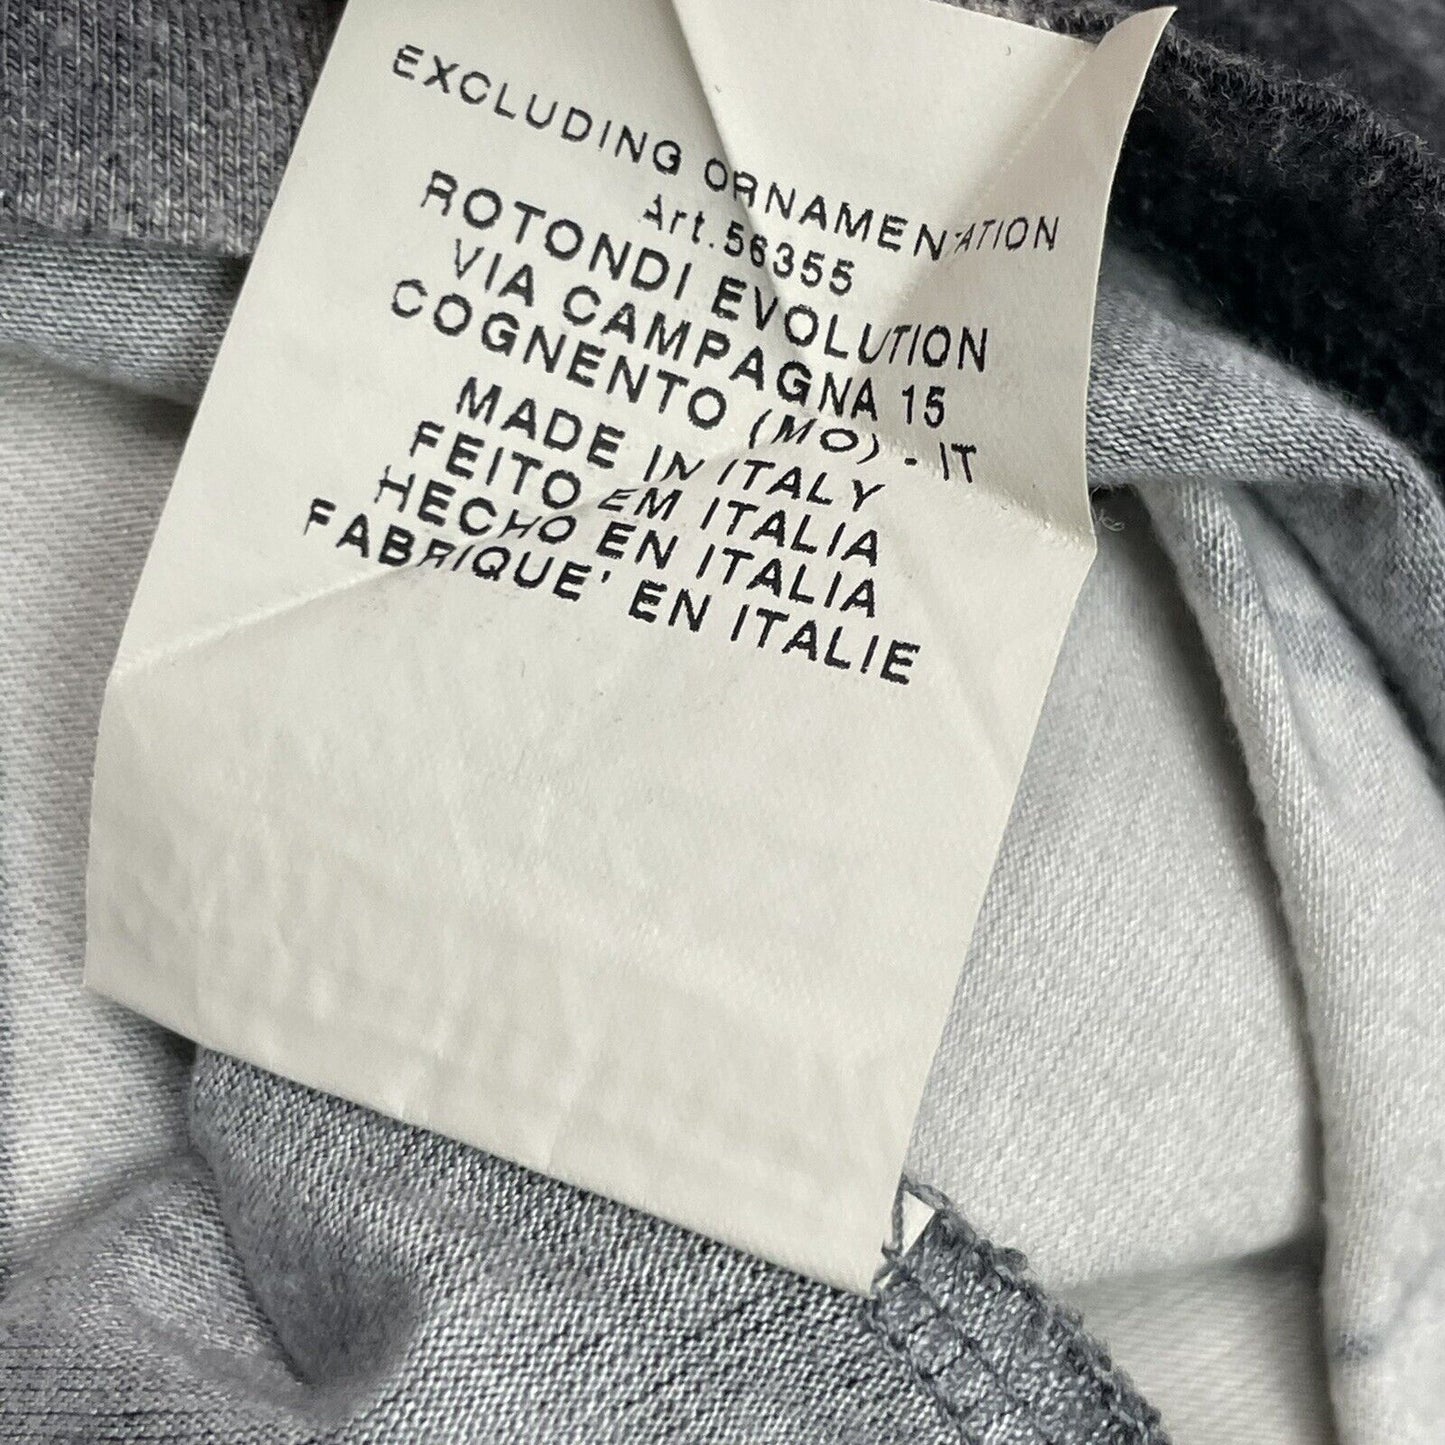 EXCLUDING ORNAMENTATION
Art.56355
ROTONDI EVOLUTION
VIA CAMPAGNA 15
COGNENTO (MO) - IT
MADE IN ITALY
FEITO EM ITALIA
HECHO EN ITALIA
FABRIQUE' EN ITALIE